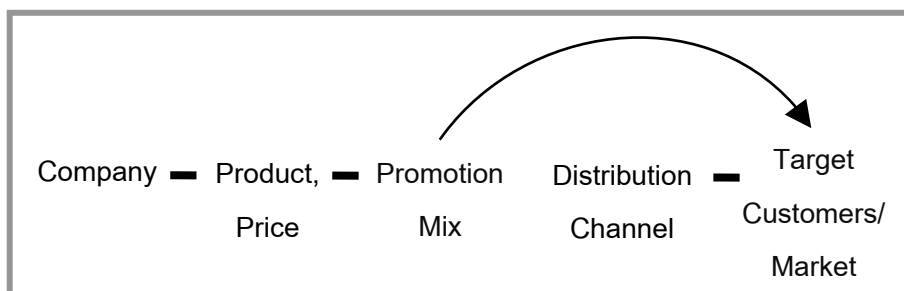 Company
Product,
Price
Promotion
Mix
Distribution
Channel
Target
Customers/
Market